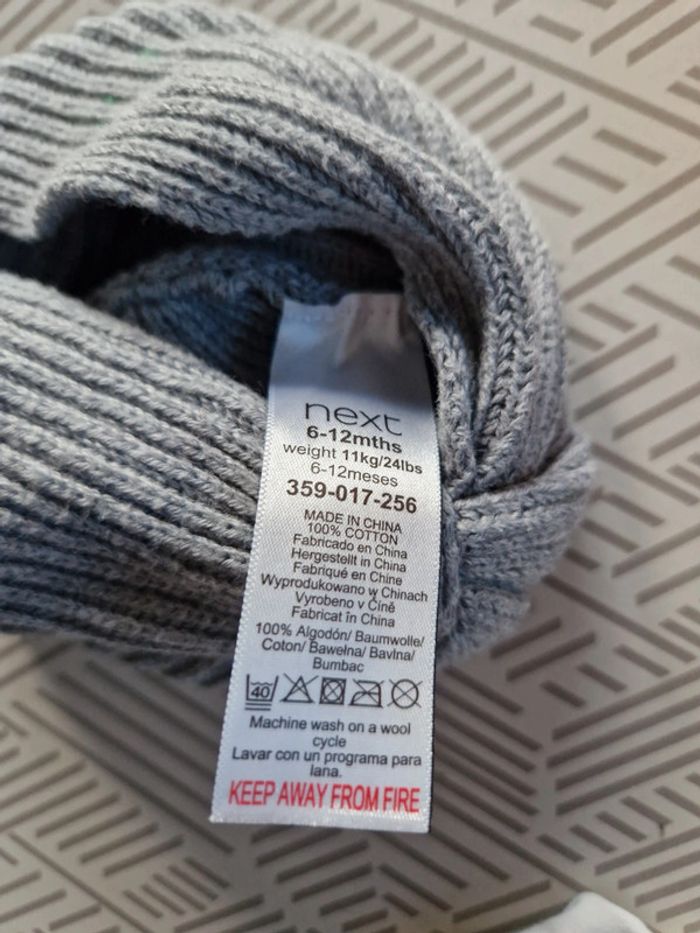 next
6-12mths
weight 11kg/24lbs
6-12meses
359-017-256
MADE IN CHINA
100% COTTON
Fabricado en China
Hergestellt in China
Fabriqué en Chine
Wyprodukowano w Chinach
Vyrobeno v Číně
Fabricat în China
100% Algodón/ Baumwolle/
Coton/ Bawełna/ Bavlna/
Bumbac
40
Machine wash on a wool
cycle
Lavar con un programa para
lana.
KEEP AWAY FROM FIRE